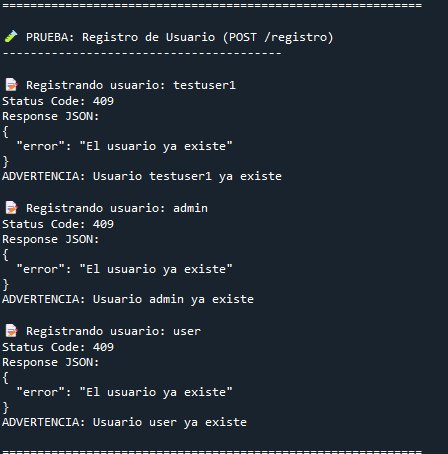 ============================================================
🧪 PRUEBA: Registro de Usuario (POST /registro)
----------------------------------------
📝 Registrando usuario: testuser1
Status Code: 409
Response JSON:
{
  "error": "El usuario ya existe"
}
ADVERTENCIA: Usuario testuser1 ya existe
📝 Registrando usuario: admin
Status Code: 409
Response JSON:
{
  "error": "El usuario ya existe"
}
ADVERTENCIA: Usuario admin ya existe
📝 Registrando usuario: user
Status Code: 409
Response JSON:
{
  "error": "El usuario ya existe"
}
ADVERTENCIA: Usuario user ya existe
============================================================